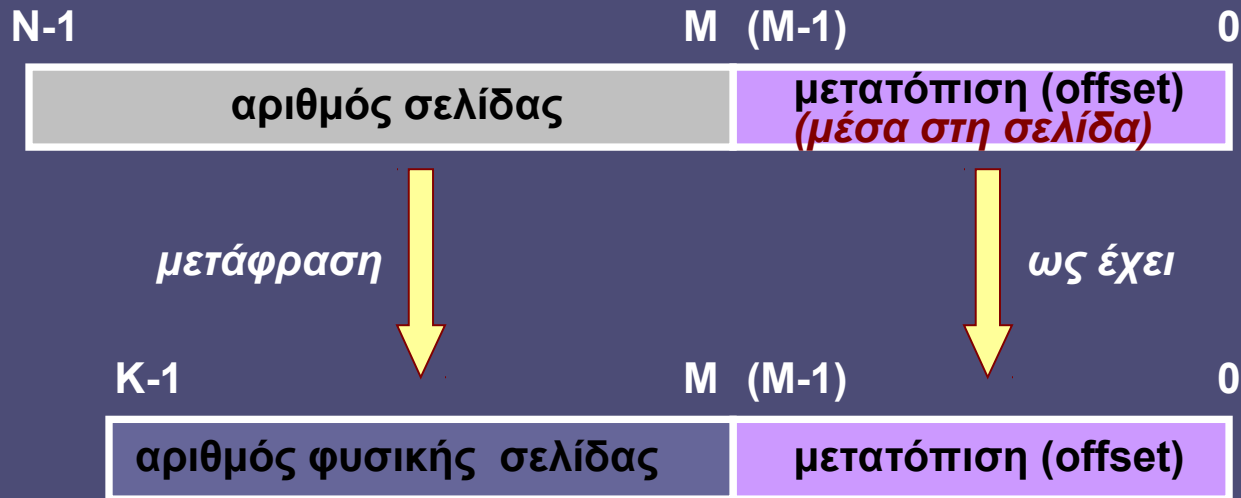 N-1 M (M-1) 0
αριθμός σελίδας μετατόπιση (offset)
(μέσα στη σελίδα)
μετάφραση ως έχει
K-1 M (M-1) 0
αριθμός φυσικής σελίδας μετατόπιση (offset)